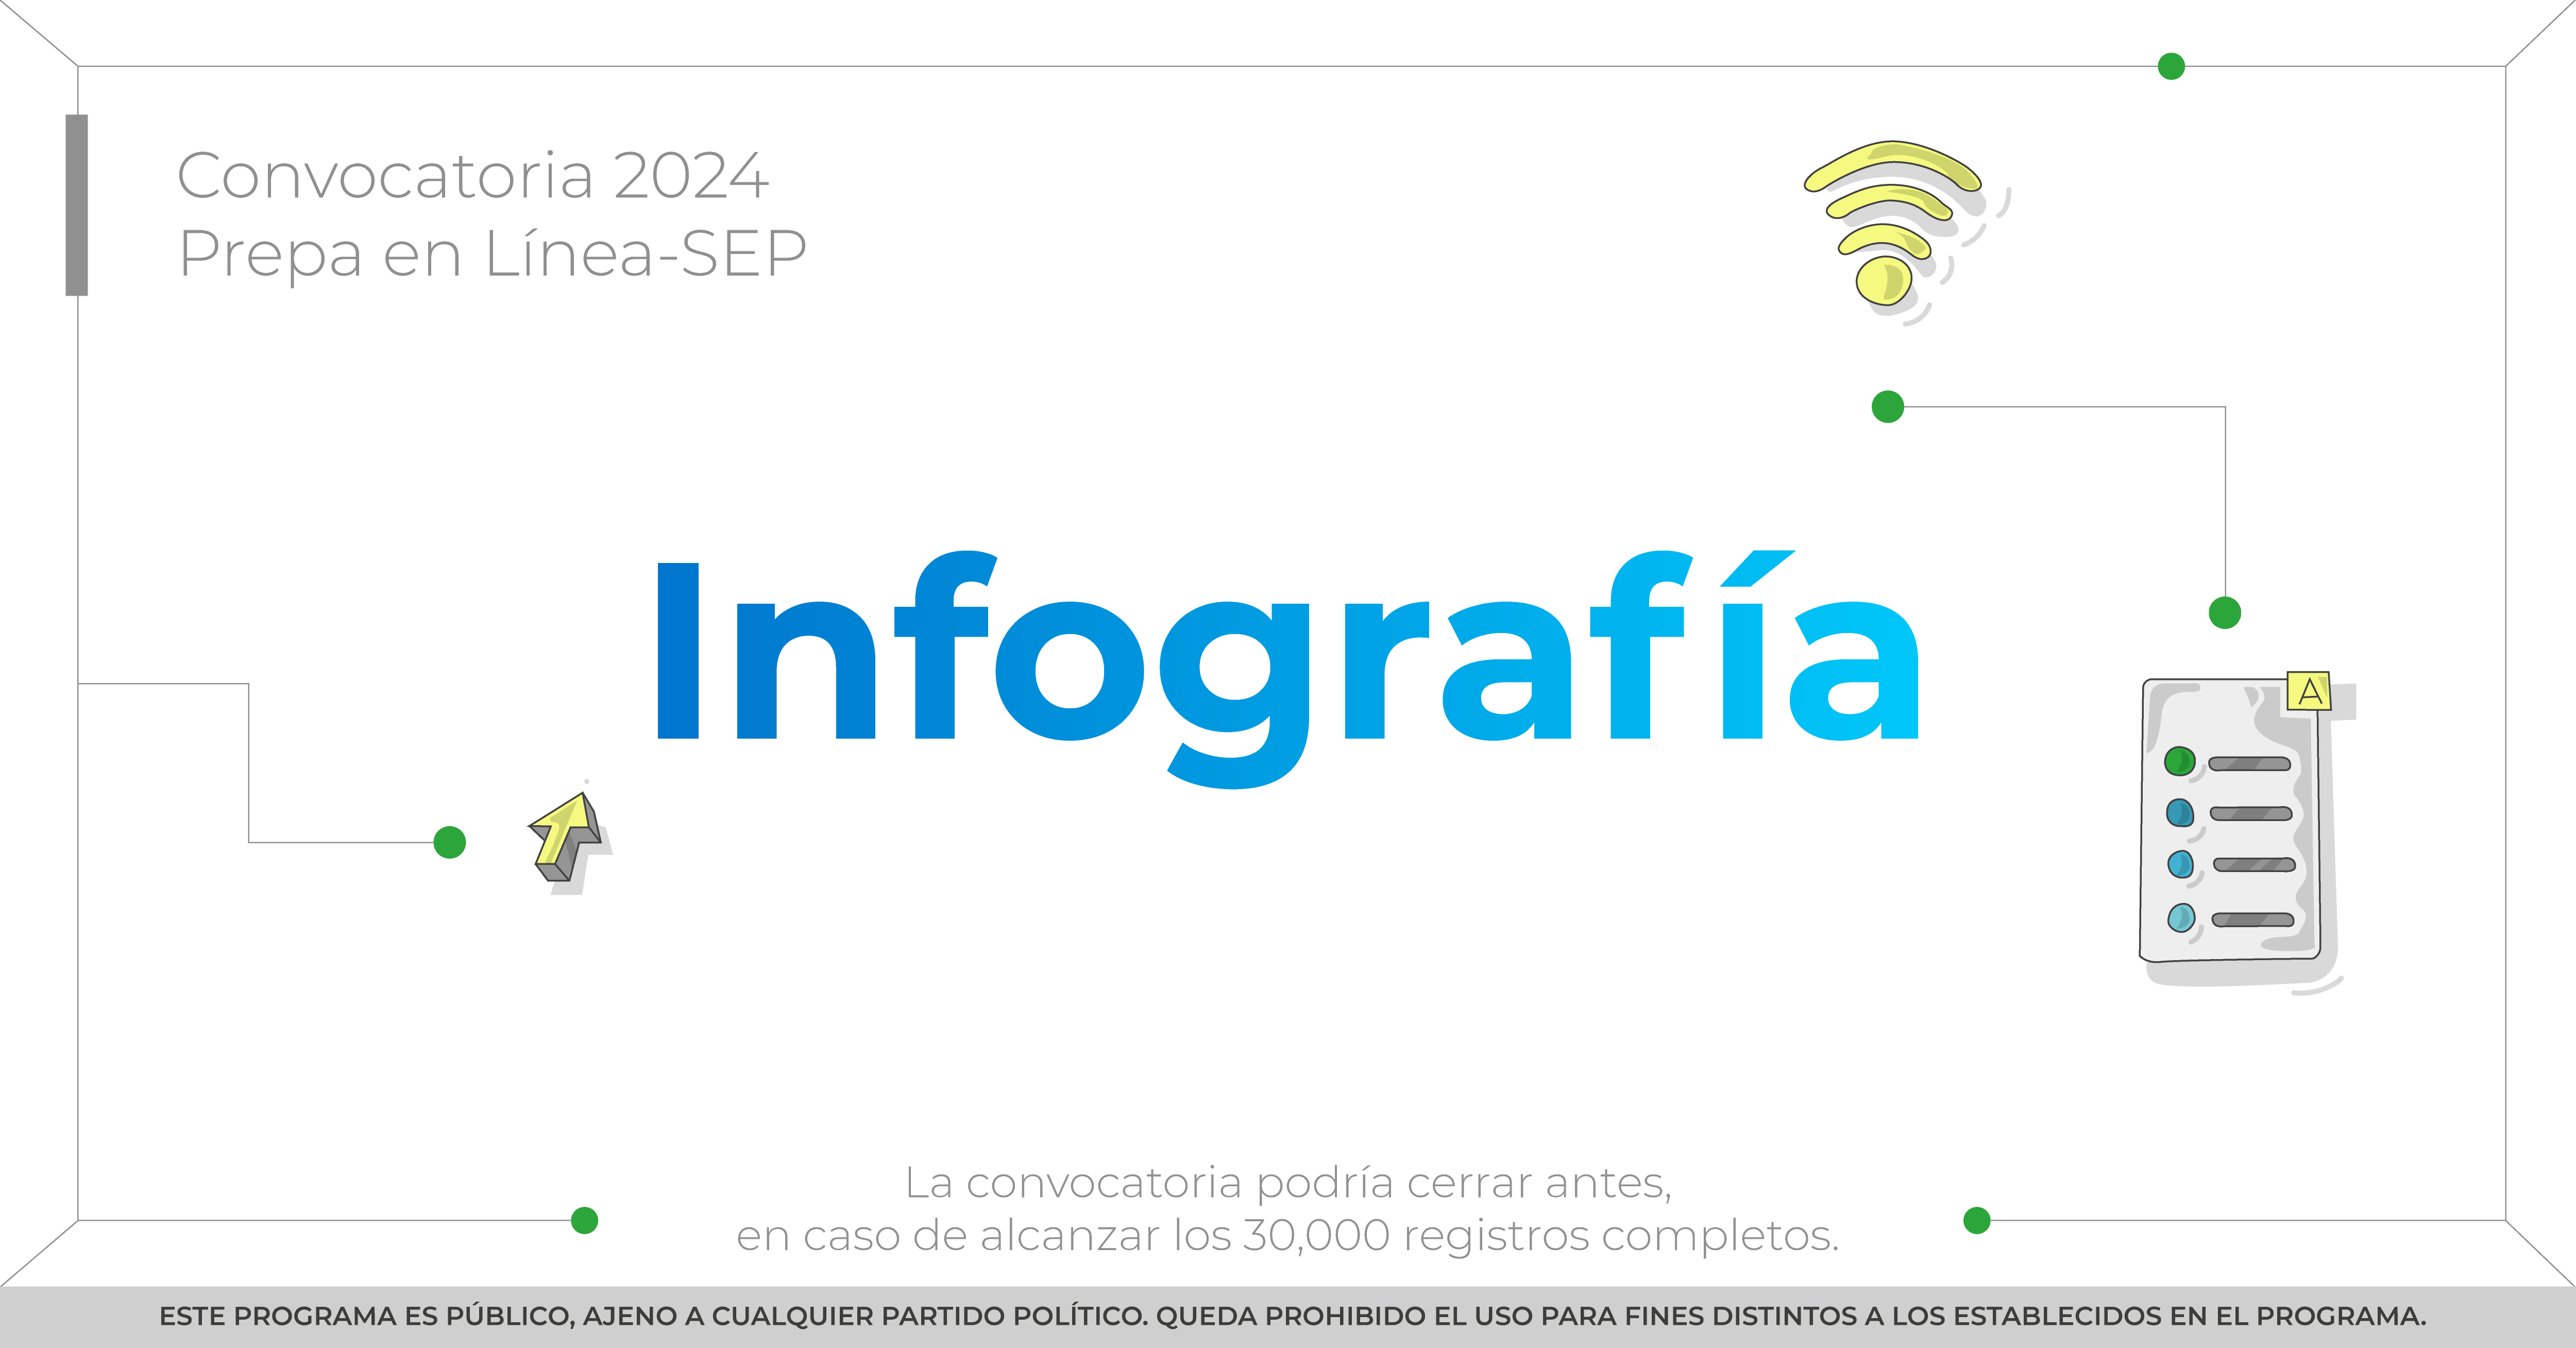 Convocatoria 2024
Prepa en Línea-SEP
Infografía
A
La convocatoria podría cerrar antes,
en caso de alcanzar los 30,000 registros completos.
ESTE PROGRAMA ES PÚBLICO, AJENO A CUALQUIER PARTIDO POLÍTICO. QUEDA PROHIBIDO EL USO PARA FINES DISTINTOS A LOS ESTABLECIDOS EN EL PROGRAMA.